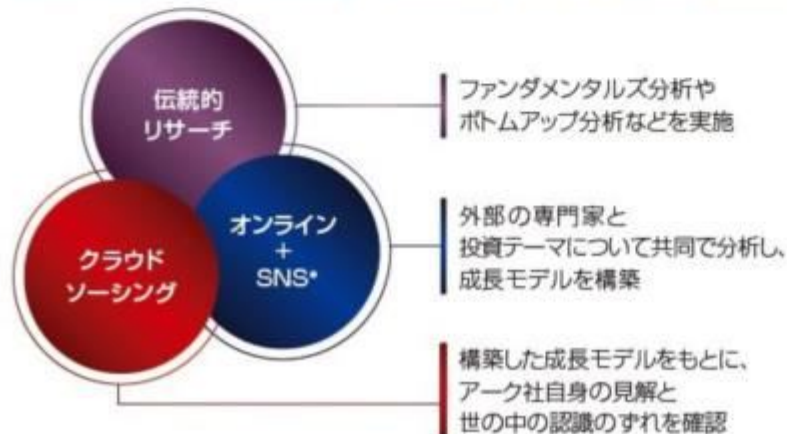 伝統的
リサーチ
ファンダメンタルズ分析や
ボトムアップ分析などを実施
オンライン
+
SNS*
外部の専門家と
投資テーマについて共同で分析し、
成長モデルを構築
クラウド
ソーシング
構築した成長モデルをもとに、
アーク社自身の見解と
世の中の認識のずれを確認